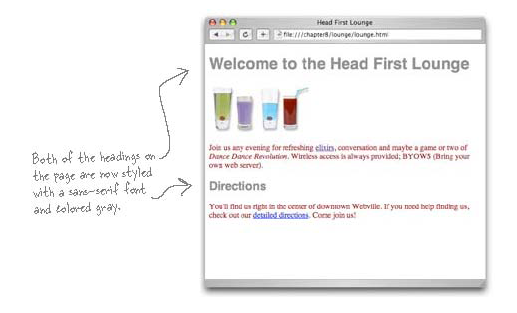 Head First Lounge
file:///chapter8/lounge/lounge.html
Welcome to the Head First Lounge
Join us any evening for refreshing elixirs, conversation and maybe a game or two of
Dance Dance Revolution. Wireless access is always provided; BYOWS (Bring your
own web server).
Directions
You'll find us right in the center of downtown Webville. If you need help finding us,
check out our detailed directions. Come join us!
Both of the headings on
the page are now styled
with a sans-serif font
and colored gray.